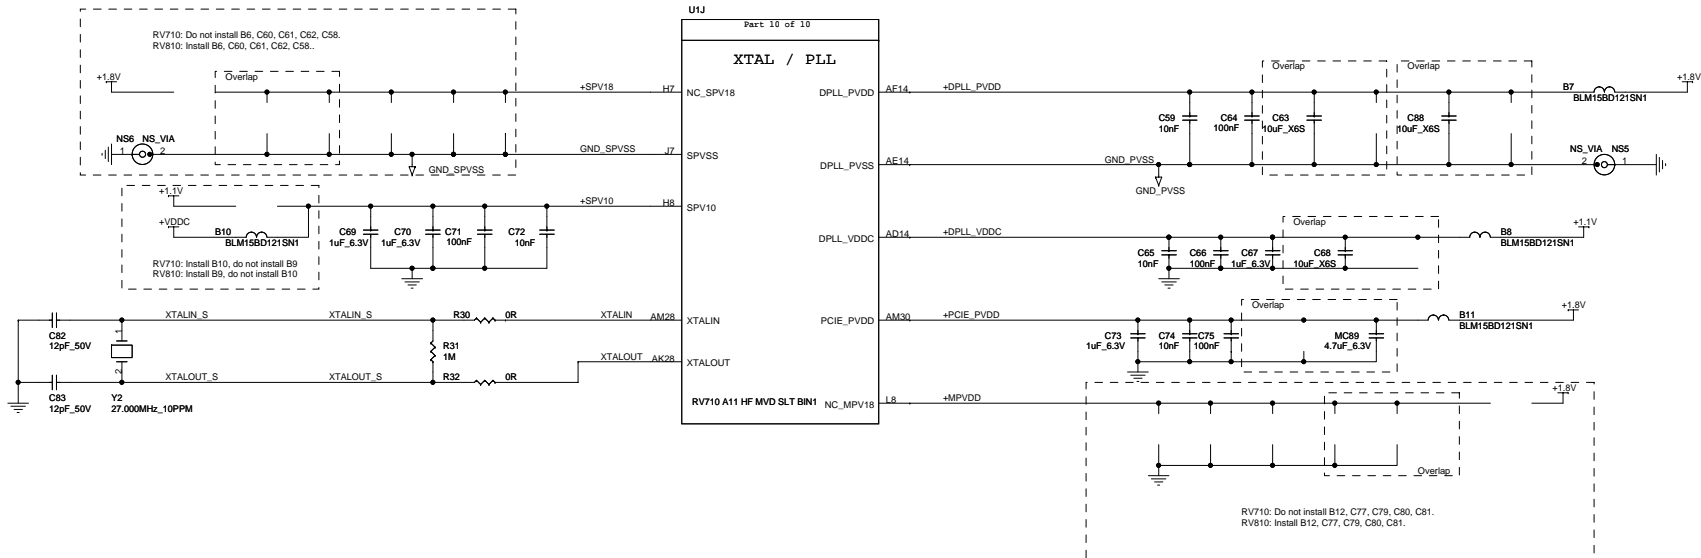 U1J
Part 10 of 10
XTAL / PLL
RV710: Do not install B6, C60, C61, C62, C58.
RV810: Install B6, C60, C61, C62, C58..
+1.8V
Overlap
+SPV18
H7
NC_SPV18
NS6 NS_VIA
1 2
GND_SPVSS
J7
SPVSS
GND_SPVSS
+1.1V
+VDDC
B10
BLM15BD121SN1
RV710: Install B10, do not install B9
RV810: Install B9, do not install B10
+SPV10
H8
SPV10
C69
1uF_6.3V
C70
1uF_6.3V
C71
100nF
C72
10nF
C82
12pF_50V
C83
12pF_50V
1
2
Y2
27.000MHz_10PPM
XTALIN_S
XTALIN_S
R30
0R
XTALIN
AM28
XTALIN
R31
1M
XTALOUT
AK28
XTALOUT
XTALOUT_S
XTALOUT_S
R32
0R
RV710 A11 HF MVD SLT BIN1
DPLL_PVDD
AF14
+DPLL_PVDD
C59
10nF
C64
100nF
Overlap
C63
10uF_X6S
Overlap
C88
10uF_X6S
B7
BLM15BD121SN1
+1.8V
DPLL_PVSS
AE14
GND_PVSS
GND_PVSS
NS_VIA NS5
2 1
DPLL_VDDC
AD14
+DPLL_VDDC
C65
10nF
C66
100nF
C67
1uF_6.3V
Overlap
C68
10uF_X6S
B8
BLM15BD121SN1
+1.1V
PCIE_PVDD
AM30
+PCIE_PVDD
C73
1uF_6.3V
C74
10nF
C75
100nF
Overlap
MC89
4.7uF_6.3V
B11
BLM15BD121SN1
+1.8V
NC_MPV18
L8
+MPVDD
+1.8V
Overlap
RV710: Do not install B12, C77, C79, C80, C81.
RV810: Install B12, C77, C79, C80, C81.